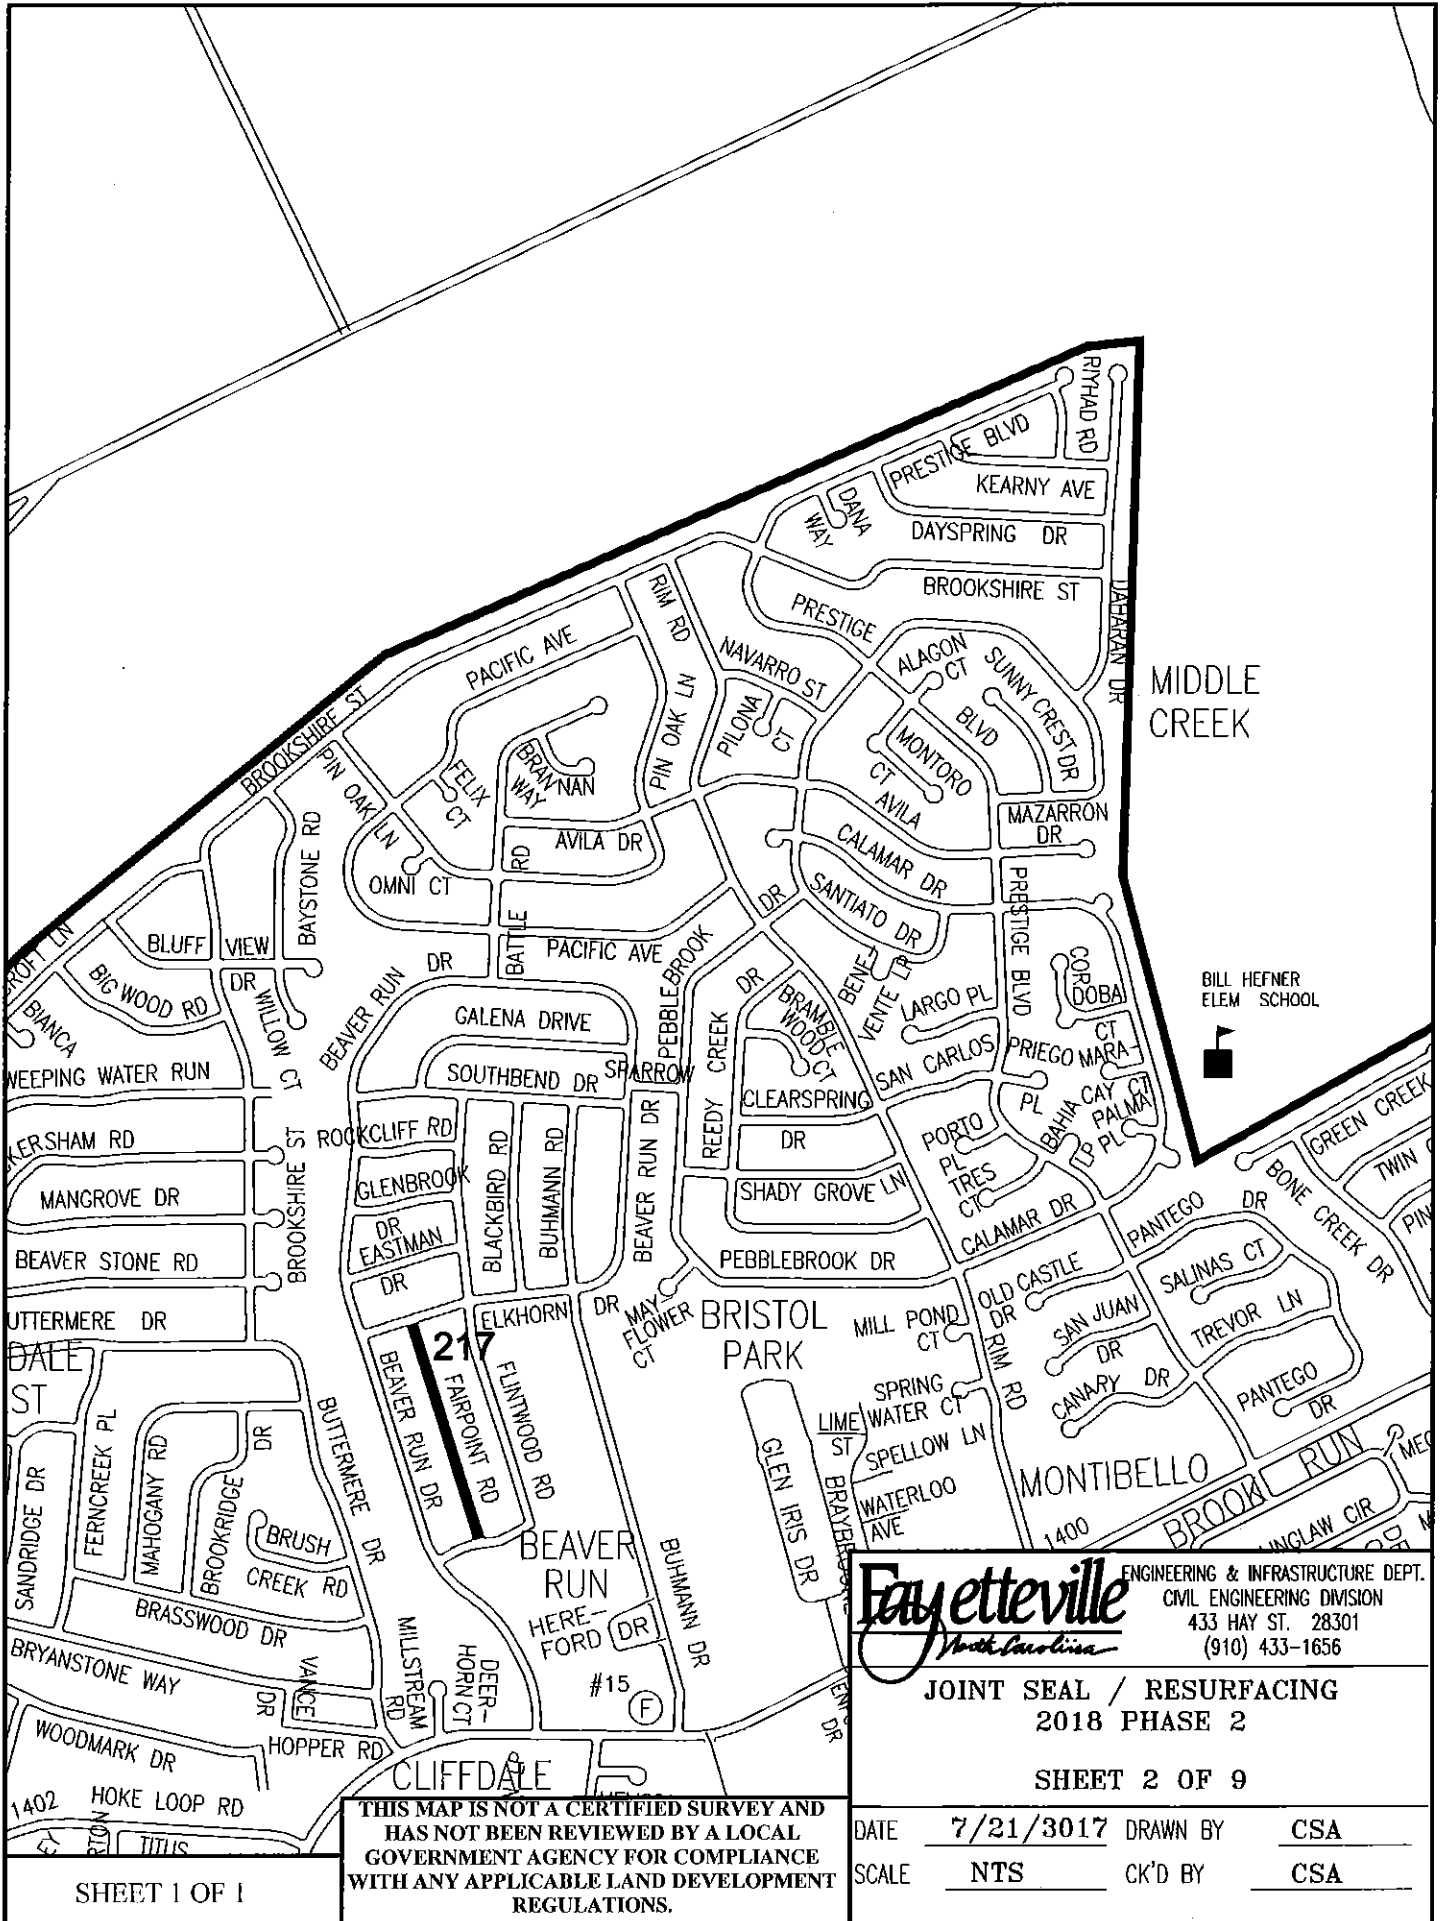 RIYHAD RD
PRESTIGE BLVD
KEARNY AVE
DANA
WAY
DAYSPRING DR
BROOKSHIRE ST
DAHARAN DR
MIDDLE
CREEK
RIM RD
PRESTIGE
PACIFIC AVE
NAVARRO ST
ALAGON
CT
SUNNY CREST DR
BROOKSHIRE ST
PIN OAK LN
PILONA
CT
BLVD
MONTORO
CT
PIN OAK LN
FELIX
CT
BRANNAN
WAY
AVILA
MAZARRON
DR
BAYSTONE RD
AVILA DR
RD
CALAMAR DR
OMNI CT
SANTIATO DR
PRESTIGE BLVD
DR
BLUFF
VIEW
DR
BATTLE
PACIFIC AVE
PEBBLEBROOK
BENE-
VENTE LP
COR
DOBA
CT
BILL HEFNER
ELEM SCHOOL
BIG WOOD RD
WILLOW CT
BEAVER RUN
DR
BIANCA
GALENA DRIVE
CREEK
DR
BRAMBLE
WOOD CT
LARGO PL
WEEPING WATER RUN
SOUTHBEND DR
SPARROW
SAN CARLOS
PRIEGO
PL
MARA-
CAY CT
CLEARSPRING
DR
KERSHAM RD
ROCKCLIFF RD
BLACKBIRD RD
BUHMANN RD
BEAVER RUN DR
REEDY
PORTO
PL
BAHIA
LP
PALMA
PL
GREEN CREEK
MANGROVE DR
BROOKSHIRE ST
GLENBROOK
DR
SHADY GROVE LN
TRES
CT
BONE CREEK DR
BEAVER STONE RD
EASTMAN
DR
PEBBLEBROOK DR
CALAMAR DR
PANTEGO
DR
SALINAS CT
UTTERMERE DR
ELKHORN
DR
MAY
FLOWER
CT
BRISTOL
PARK
MILL POND
CT
OLD CASTLE
DR
SAN JUAN
DR
TREVOR LN
DALE
ST
217
BEAVER RUN DR
FAIRPOINT RD
FLINTWOOD RD
RIM RD
SPRING
WATER CT
CANARY DR
PANTEGO
DR
FERNCREEK PL
MAHOGANY RD
BROOKRIDGE
DR
BUTTERMERE DR
LIME
ST
SPELLOW LN
SANDRIDGE DR
GLEN IRIS DR
WATERLOO
AVE
MONTIBELLO
BROOK RUN
1400
BRUSH
CREEK RD
BEAVER
RUN
BUHMANN DR
BRASSWOOD DR
HERE-
FORD DR
BRYANSTONE WAY
VANCE
DR
MILLSTREAM
RD
DEER-
HORN CT
#15
F
WOODMARK DR
HOPPER RD
CLIFFDALE
1402
HOKE LOOP RD
TITUS
Fayetteville
North Carolina
ENGINEERING & INFRASTRUCTURE DEPT.
CIVIL ENGINEERING DIVISION
433 HAY ST. 28301
(910) 433-1656
JOINT SEAL / RESURFACING
2018 PHASE 2
SHEET 2 OF 9
DATE 7/21/3017 DRAWN BY CSA
SCALE NTS CK'D BY CSA
THIS MAP IS NOT A CERTIFIED SURVEY AND
HAS NOT BEEN REVIEWED BY A LOCAL
GOVERNMENT AGENCY FOR COMPLIANCE
WITH ANY APPLICABLE LAND DEVELOPMENT
REGULATIONS.
SHEET 1 OF 1